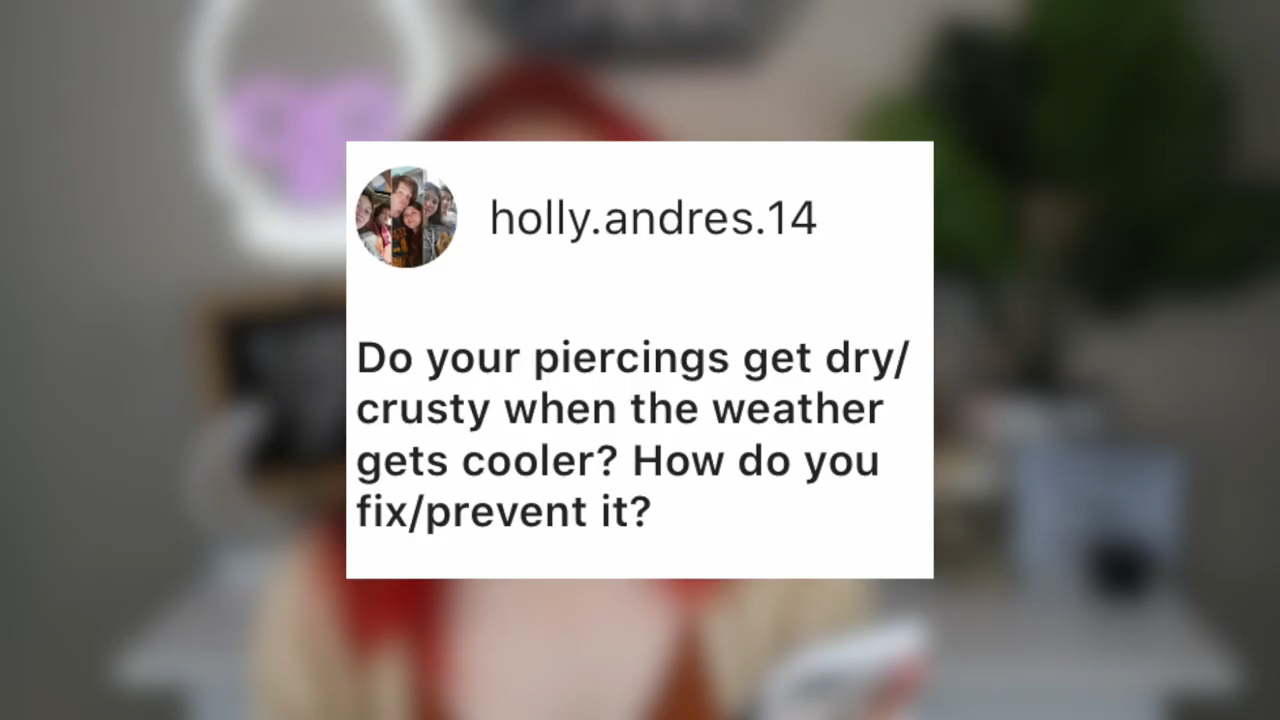 holly.andres.14
Do your piercings get dry/
crusty when the weather
gets cooler? How do you
fix/prevent it?